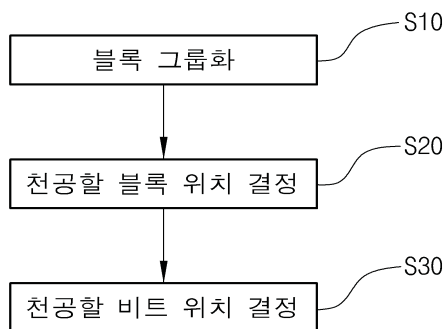 S10
블록 그룹화
S20
천공할 블록 위치 결정
S30
천공할 비트 위치 결정